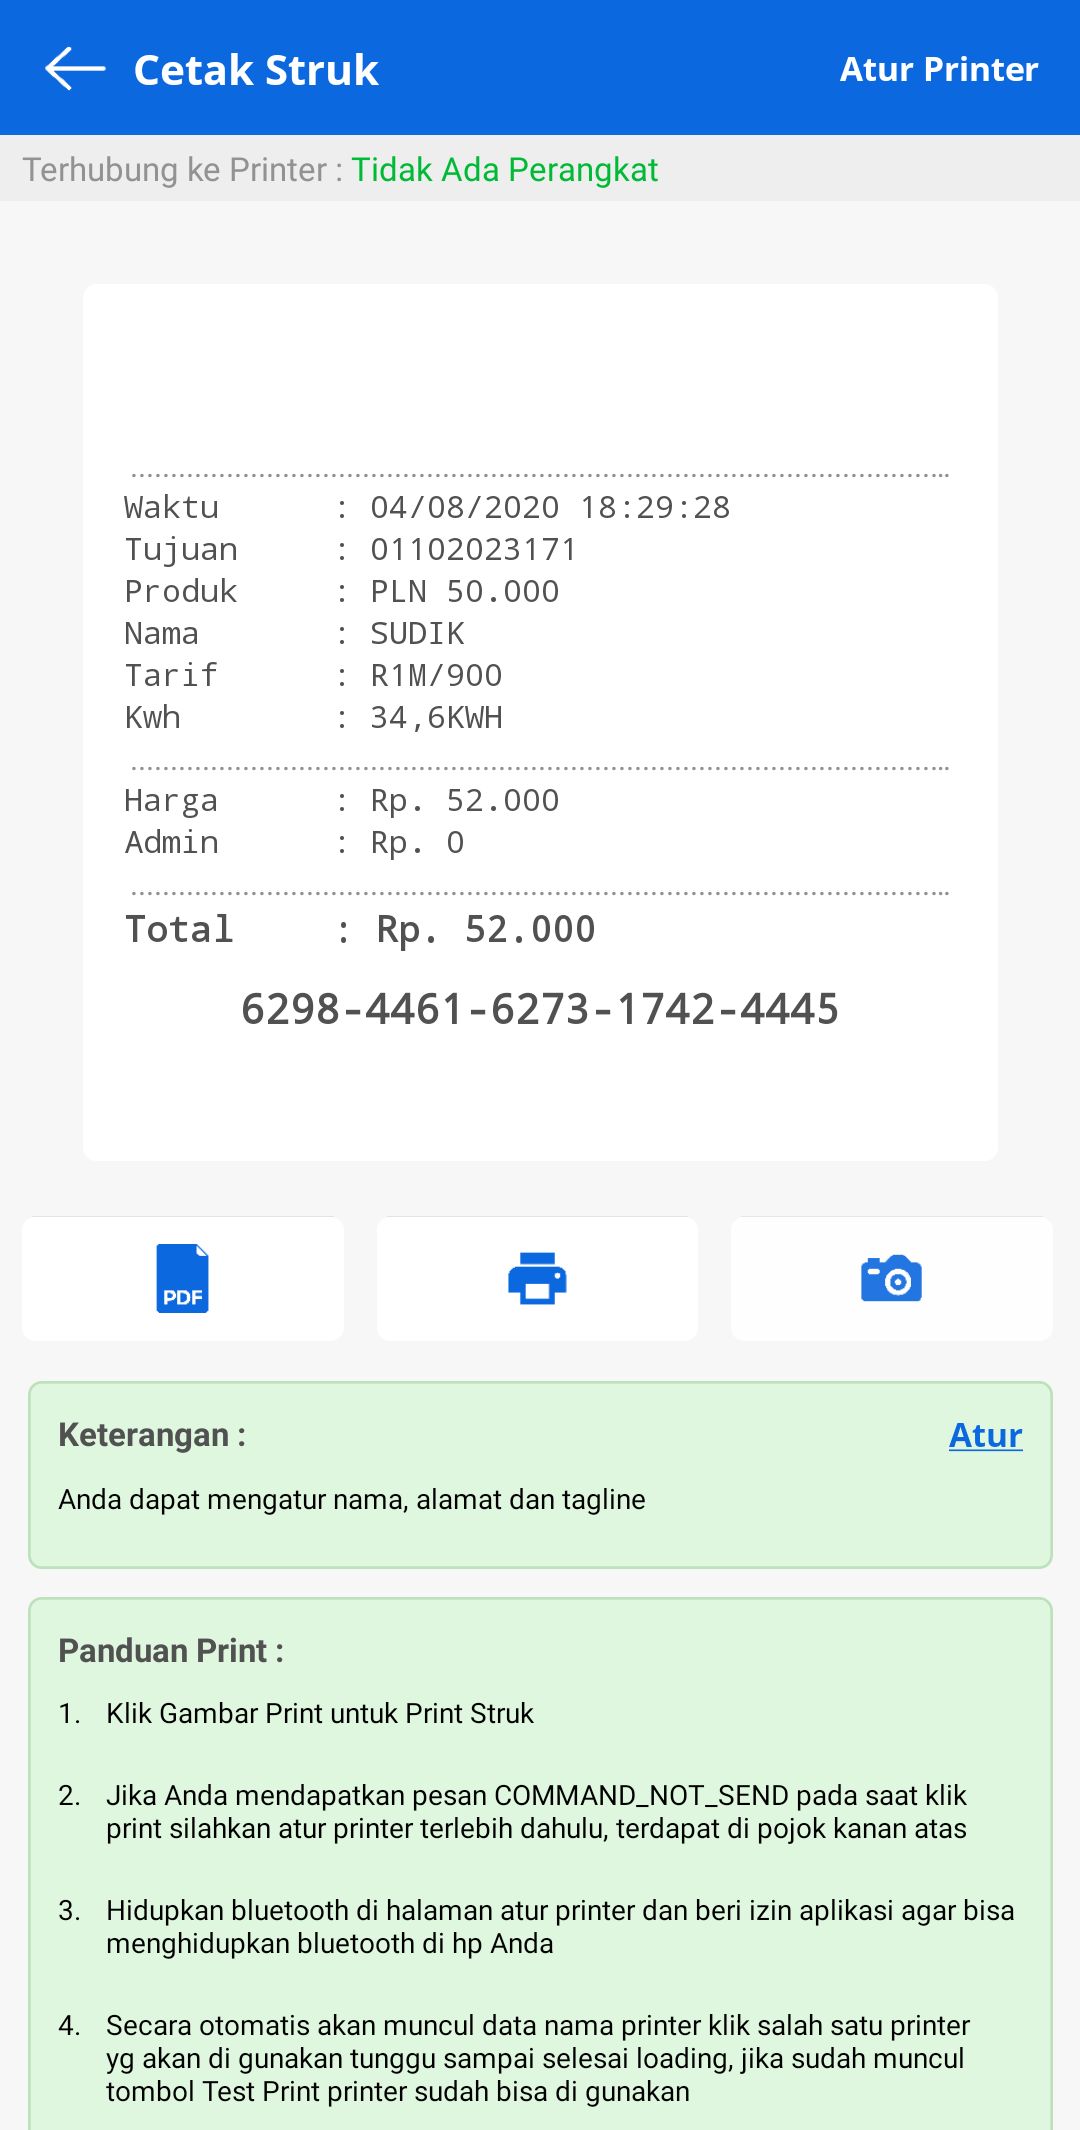 Cetak Struk
Atur Printer
Terhubung ke Printer : Tidak Ada Perangkat
Waktu : 04/08/2020 18:29:28
Tujuan : 01102023171
Produk : PLN 50.000
Nama : SUDIK
Tarif : R1M/900
Kwh : 34,6KWH
Harga : Rp. 52.000
Admin : Rp. 0
Total : Rp. 52.000
6298-4461-6273-1742-4445
PDF
Keterangan :
Atur
Anda dapat mengatur nama, alamat dan tagline
Panduan Print :
1. Klik Gambar Print untuk Print Struk
2. Jika Anda mendapatkan pesan COMMAND_NOT_SEND pada saat klik
print silahkan atur printer terlebih dahulu, terdapat di pojok kanan atas
3. Hidupkan bluetooth di halaman atur printer dan beri izin aplikasi agar bisa
menghidupkan bluetooth di hp Anda
4. Secara otomatis akan muncul data nama printer klik salah satu printer
yg akan di gunakan tunggu sampai selesai loading, jika sudah muncul
tombol Test Print printer sudah bisa di gunakan